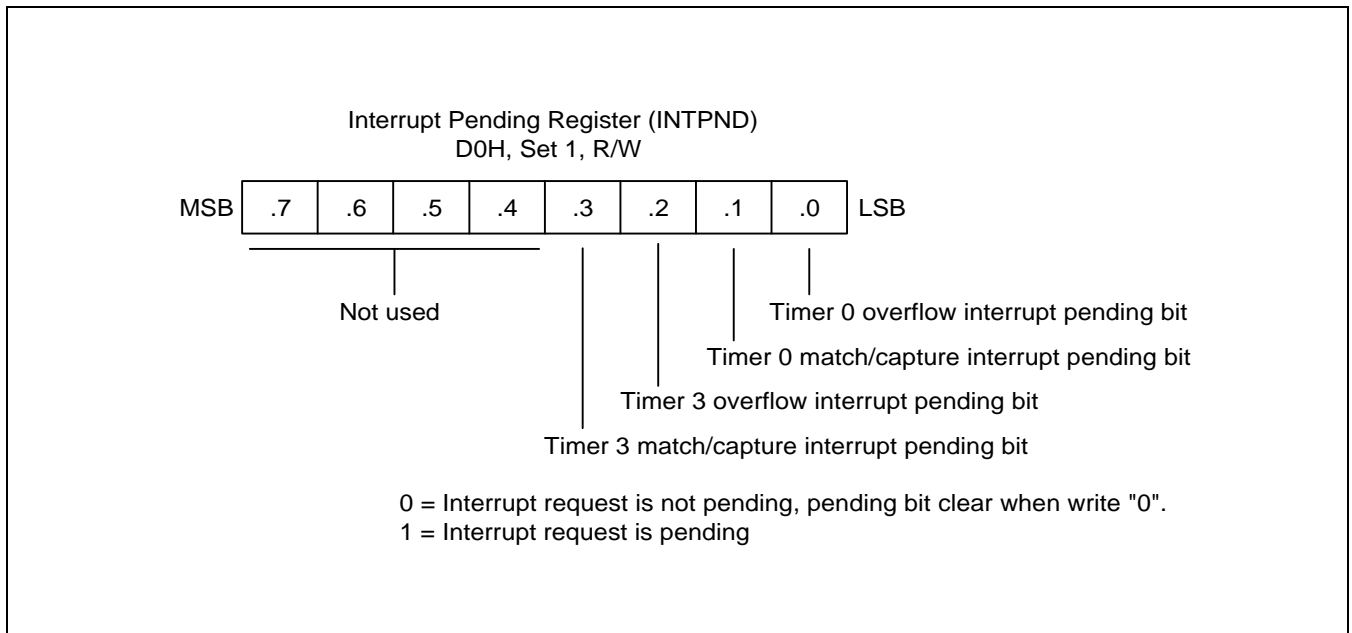 Interrupt Pending Register (INTPND)
D0H, Set 1, R/W
MSB .7 .6 .5 .4 .3 .2 .1 .0 LSB
Not used
Timer 0 overflow interrupt pending bit
Timer 0 match/capture interrupt pending bit
Timer 3 overflow interrupt pending bit
Timer 3 match/capture interrupt pending bit
0 = Interrupt request is not pending, pending bit clear when write "0".
1 = Interrupt request is pending